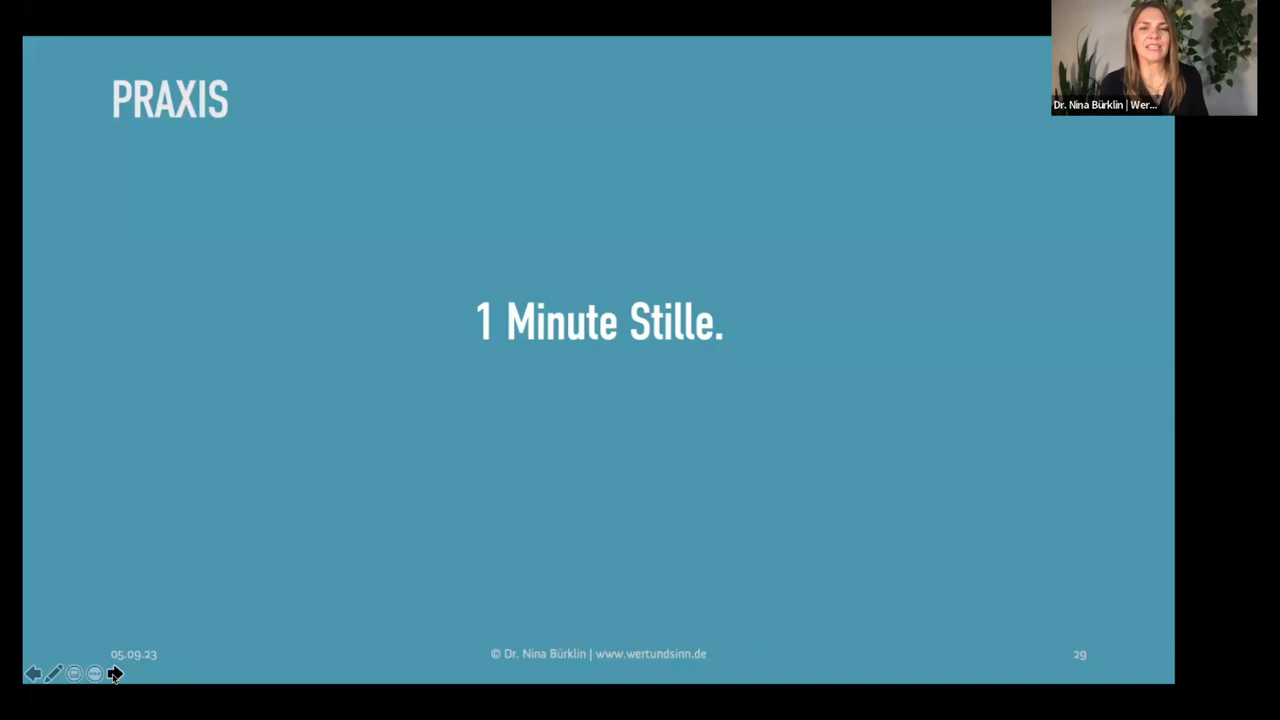 PRAXIS
Dr. Nina Bürklin | Wer...
1 Minute Stille.
05.09.23
© Dr. Nina Bürklin | www.wertundsinn.de
29